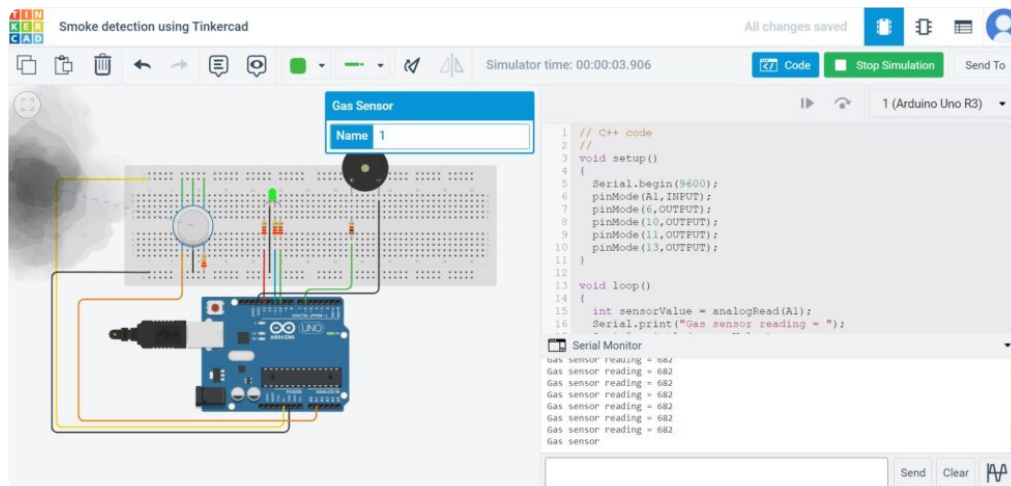 TIN
KER
CAD
Smoke detection using Tinkercad
All changes saved
Simulator time: 00:00:03.906
Code
Stop Simulation
Send To
Gas Sensor
Name 1
1 (Arduino Uno R3)
1 // C++ code
2 //
3 void setup()
4 {
5 Serial.begin(9600);
6 pinMode(A1,INPUT);
7 pinMode(6,OUTPUT);
8 pinMode(10,OUTPUT);
9 pinMode(11,OUTPUT);
10 pinMode(13,OUTPUT);
11 }
12
13 void loop()
14 {
15 int sensorValue = analogRead(A1);
16 Serial.print("Gas sensor reading = ");
UNO
ARDUINO
Serial Monitor
Gas sensor reading = 682
Gas sensor reading = 682
Gas sensor reading = 682
Gas sensor reading = 682
Gas sensor reading = 682
Gas sensor reading = 682
Gas sensor reading = 682
Gas sensor
Send
Clear